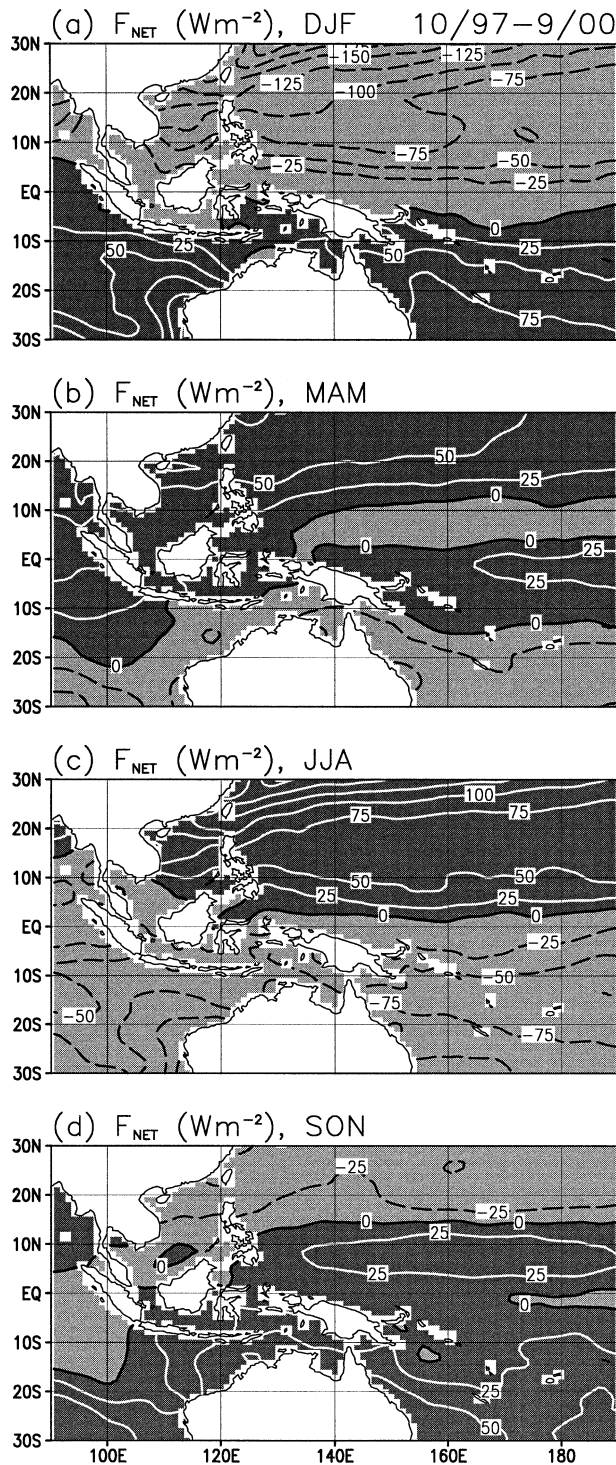 (a) F_NET (Wm⁻²), DJF 10/97−9/00
30N
−150
−125
−125
−75
20N
−100
10N
−75
−50
−25
−25
EQ
0
10S
50
25
50
25
20S
75
30S
(b) F_NET (Wm⁻²), MAM
30N
50
20N
50
25
10N
0
0
0
EQ
25
25
10S
0
0
20S
30S
(c) F_NET (Wm⁻²), JJA
30N
100
75
75
20N
10N
50
50
25
25
EQ
0
0
−25
10S
−50
−75
20S
−50
−75
30S
(d) F_NET (Wm⁻²), SON
30N
−25
20N
−25
0
0
10N
25
0
25
25
EQ
0
10S
20S
25
50
30S
100E 120E 140E 160E 180